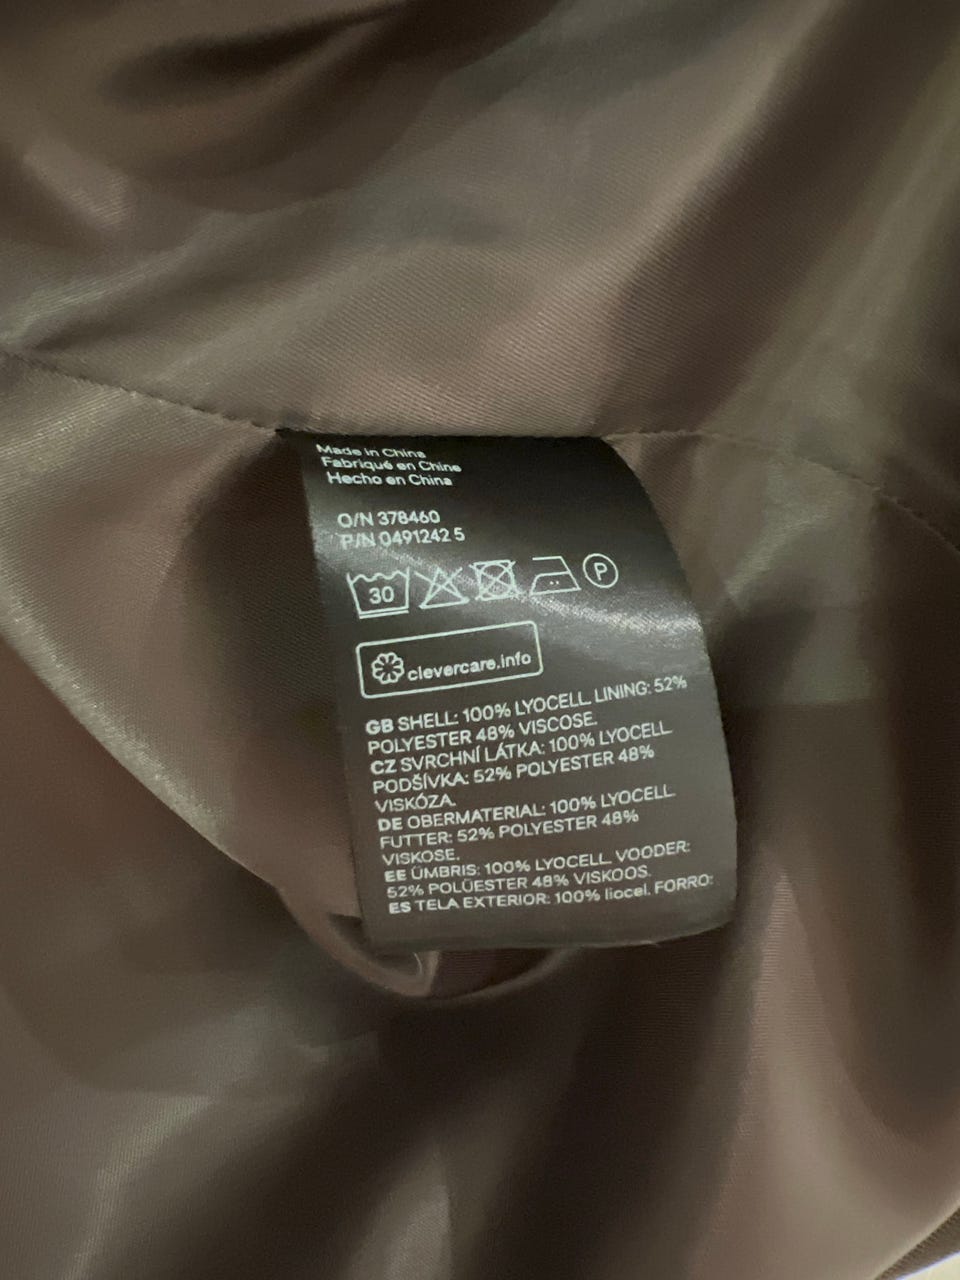 Made in China
Fabriqué en Chine
Hecho en China
O/N 378460
P/N 0491242 5
30 P
clevercare.info
GB SHELL: 100% LYOCELL. LINING: 52%
POLYESTER 48% VISCOSE.
CZ SVRCHNÍ LÁTKA: 100% LYOCELL.
PODŠÍVKA: 52% POLYESTER 48%
VISKÓZA.
DE OBERMATERIAL: 100% LYOCELL.
FUTTER: 52% POLYESTER 48%
VISKOSE.
EE ÜMBRIS: 100% LYOCELL. VOODER:
52% POLÜESTER 48% VISKOOS.
ES TELA EXTERIOR: 100% liocel. FORRO: